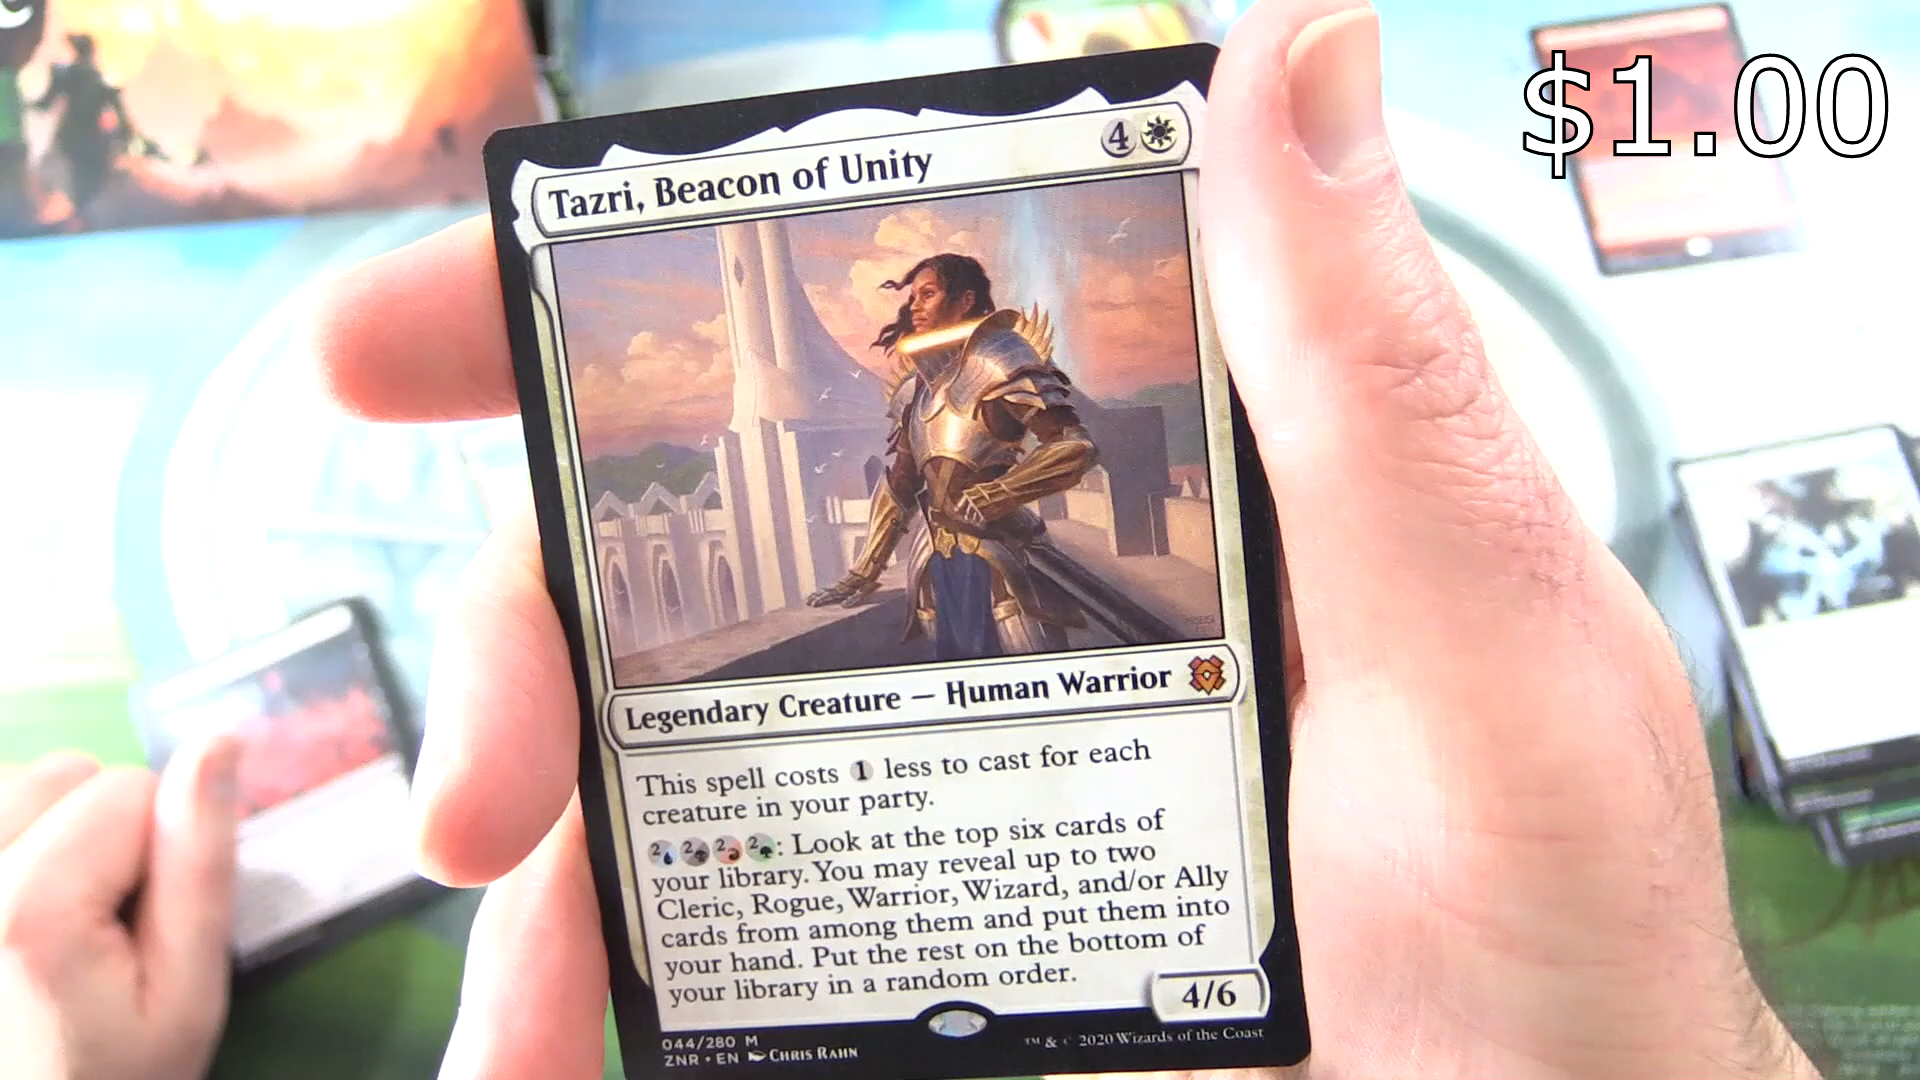 $1.00
Tazri, Beacon of Unity 4
Legendary Creature — Human Warrior
This spell costs 1 less to cast for each
creature in your party.
2 2 2 2 : Look at the top six cards of
your library. You may reveal up to two
Cleric, Rogue, Warrior, Wizard, and/or Ally
cards from among them and put them into
your hand. Put the rest on the bottom of
your library in a random order.
4/6
044/280 M
ZNR • EN Chris Rahn
™ & © 2020 Wizards of the Coast